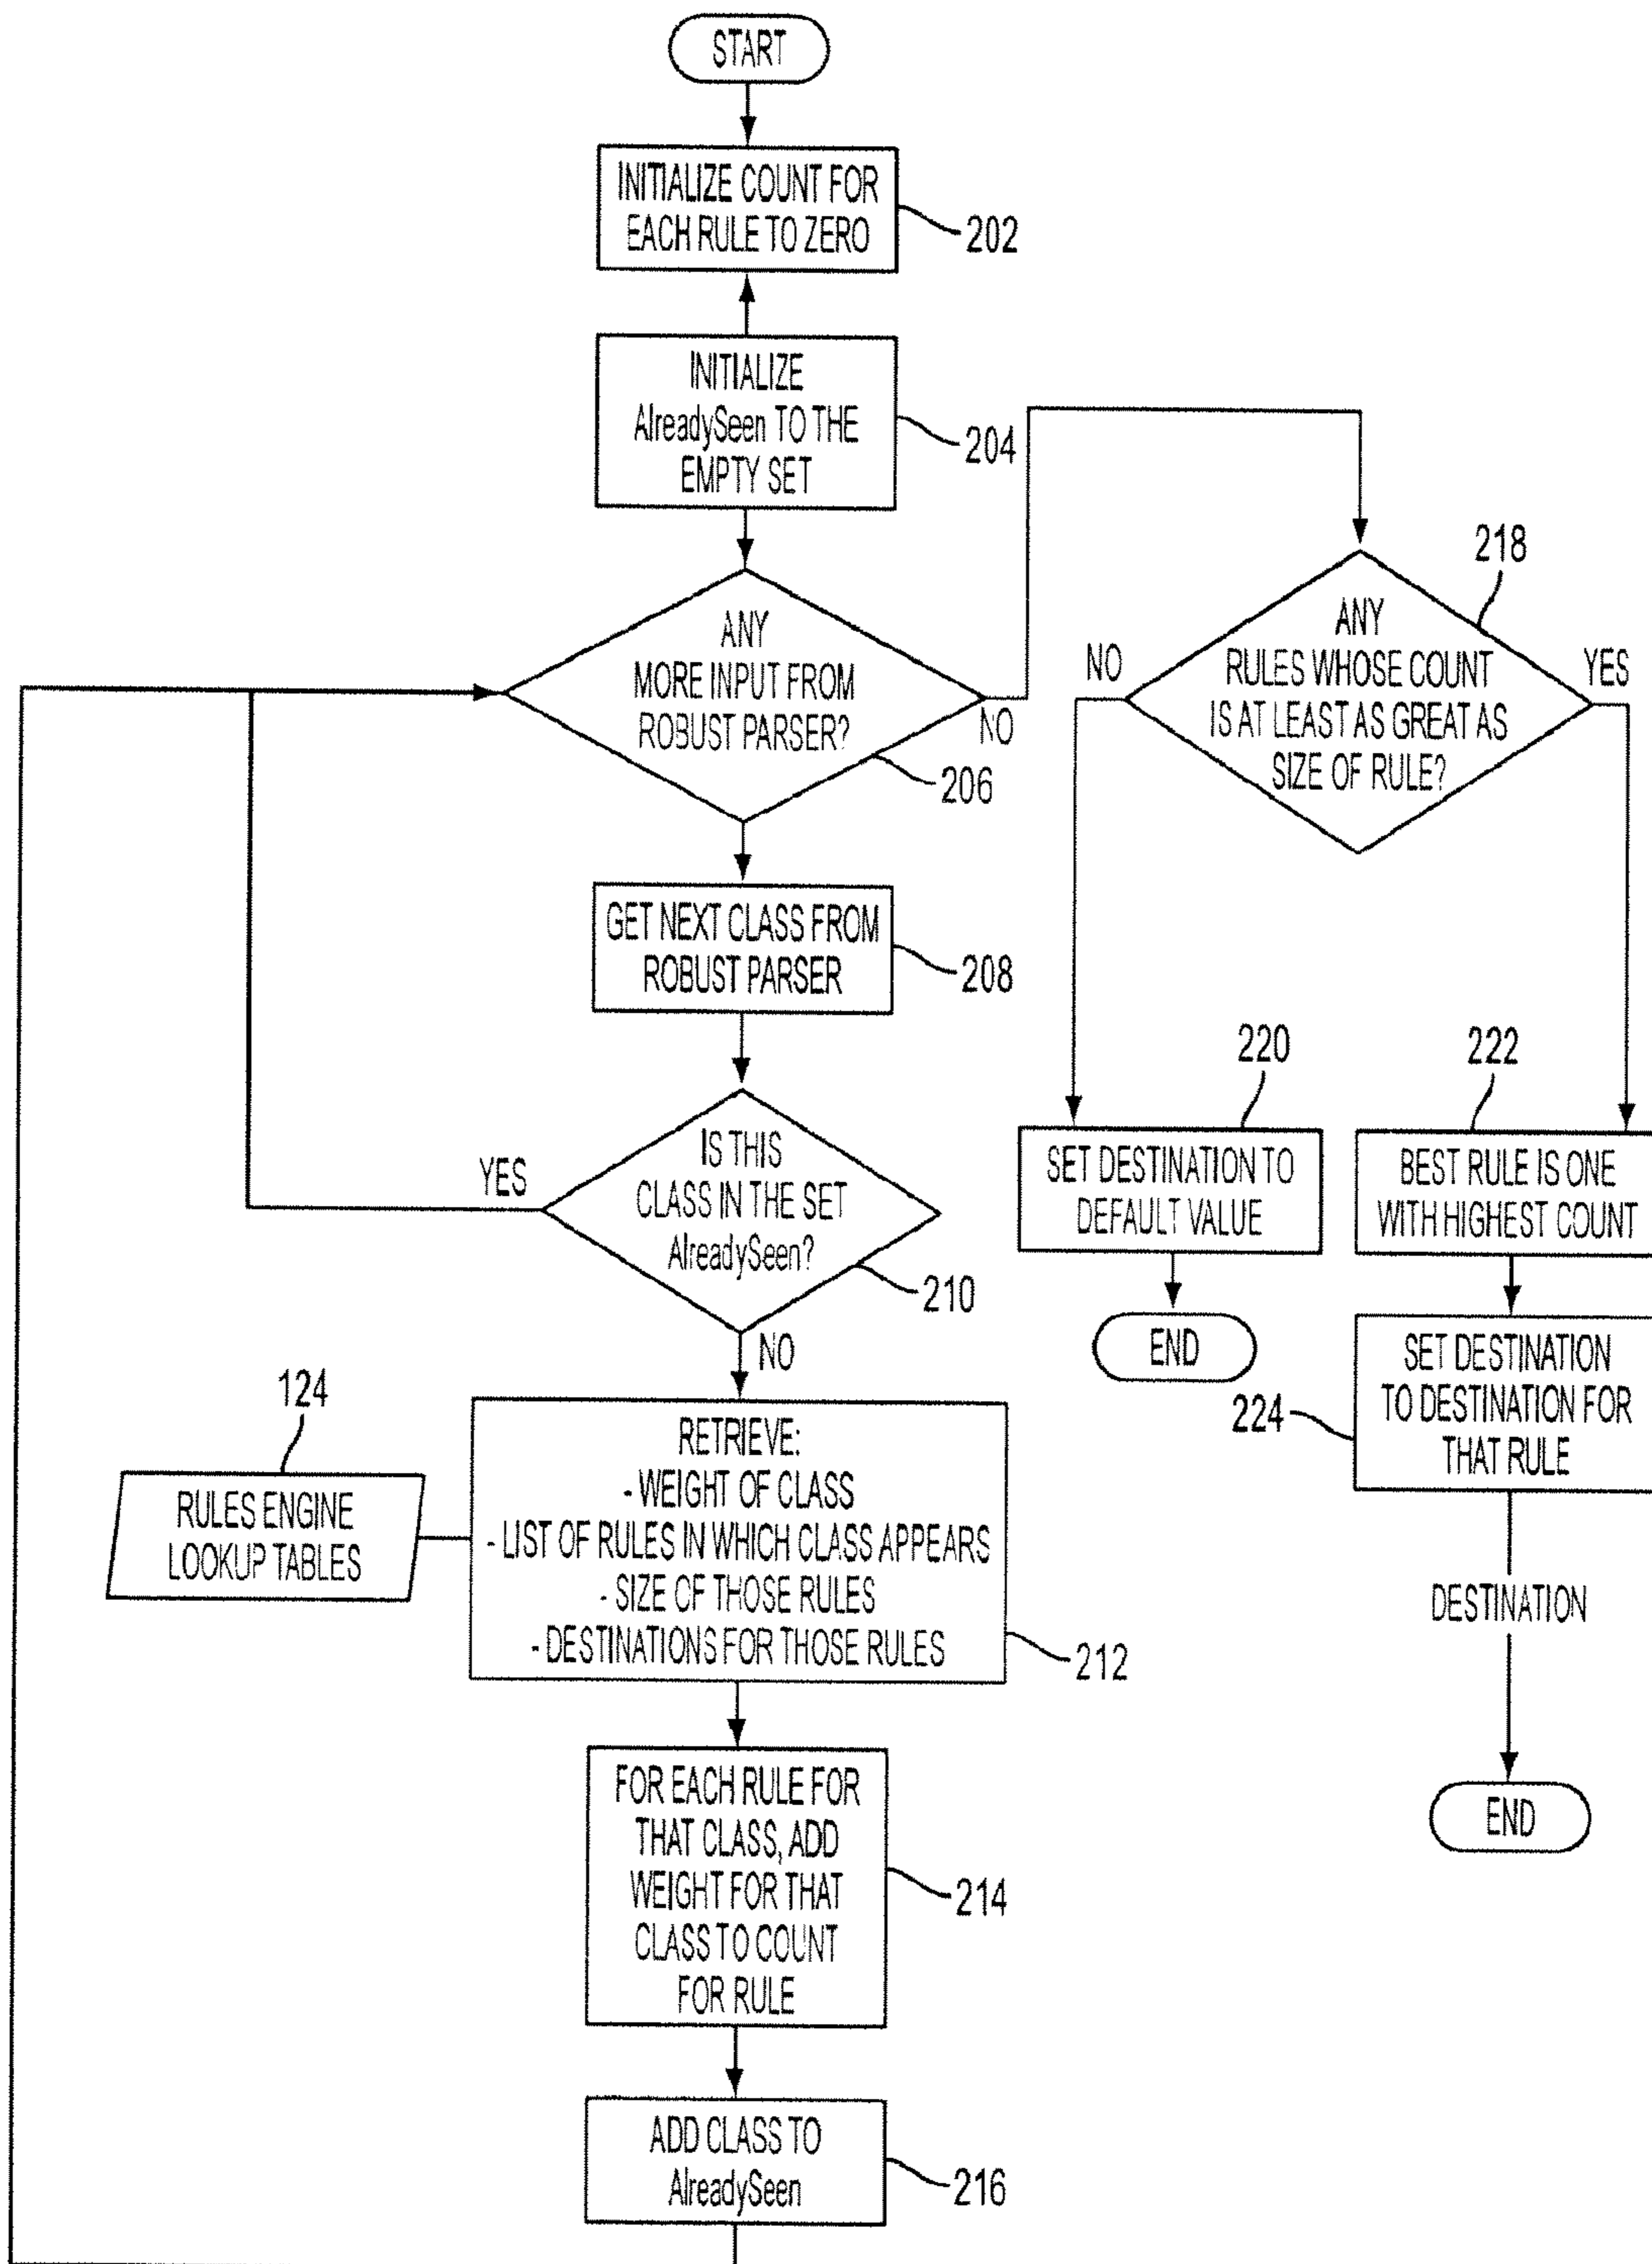 START
INITIALIZE COUNT FOR
EACH RULE TO ZERO
202
INITIALIZE
AlreadySeen TO THE
EMPTY SET
204
ANY
MORE INPUT FROM
ROBUST PARSER?
NO
206
GET NEXT CLASS FROM
ROBUST PARSER
208
IS THIS
CLASS IN THE SET
AlreadySeen?
YES
210
NO
124
RULES ENGINE
LOOKUP TABLES
RETRIEVE:
- WEIGHT OF CLASS
- LIST OF RULES IN WHICH CLASS APPEARS
- SIZE OF THOSE RULES
- DESTINATIONS FOR THOSE RULES
212
FOR EACH RULE FOR
THAT CLASS, ADD
WEIGHT FOR THAT
CLASS TO COUNT
FOR RULE
214
ADD CLASS TO
AlreadySeen
216
218
ANY
RULES WHOSE COUNT
IS AT LEAST AS GREAT AS
SIZE OF RULE?
NO
YES
220
SET DESTINATION TO
DEFAULT VALUE
END
222
BEST RULE IS ONE
WITH HIGHEST COUNT
224
SET DESTINATION
TO DESTINATION FOR
THAT RULE
DESTINATION
END